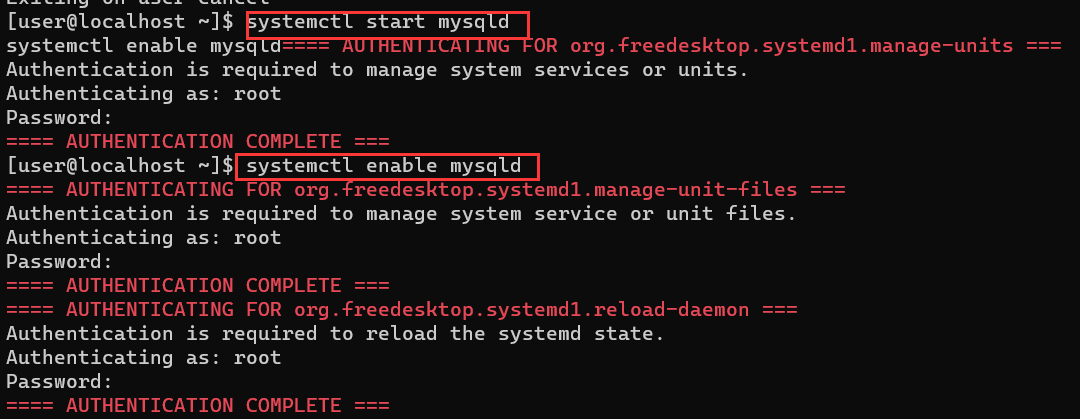 Exiting on user cancel
[user@localhost ~]$ systemctl start mysqld
systemctl enable mysqld==== AUTHENTICATING FOR org.freedesktop.systemd1.manage-units ===
Authentication is required to manage system services or units.
Authenticating as: root
Password:
==== AUTHENTICATION COMPLETE ===
[user@localhost ~]$ systemctl enable mysqld
==== AUTHENTICATING FOR org.freedesktop.systemd1.manage-unit-files ===
Authentication is required to manage system service or unit files.
Authenticating as: root
Password:
==== AUTHENTICATION COMPLETE ===
==== AUTHENTICATING FOR org.freedesktop.systemd1.reload-daemon ===
Authentication is required to reload the systemd state.
Authenticating as: root
Password:
==== AUTHENTICATION COMPLETE ===